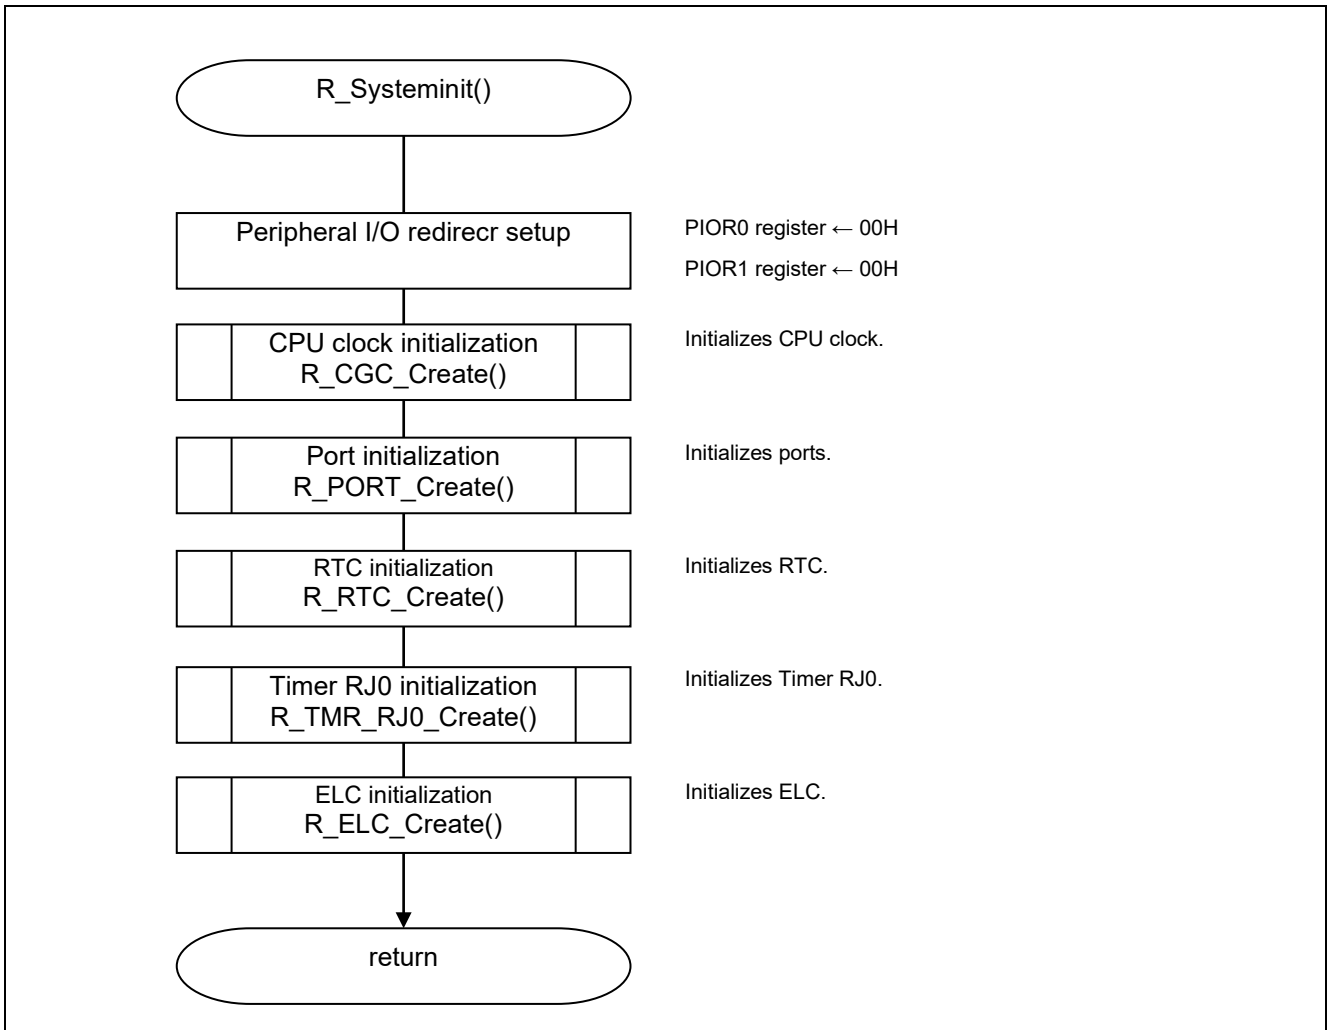 R_Systeminit()
Peripheral I/O redirecr setup
PIOR0 register ← 00H
PIOR1 register ← 00H
CPU clock initialization
R_CGC_Create()
Initializes CPU clock.
Port initialization
R_PORT_Create()
Initializes ports.
RTC initialization
R_RTC_Create()
Initializes RTC.
Timer RJ0 initialization
R_TMR_RJ0_Create()
Initializes Timer RJ0.
ELC initialization
R_ELC_Create()
Initializes ELC.
return